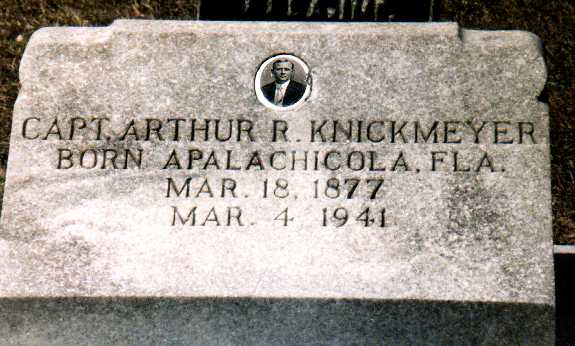 CAPT. ARTHUR R. KNICKMEYER
BORN APALACHICOLA, FLA.
MAR. 18, 1877
MAR. 4 1941